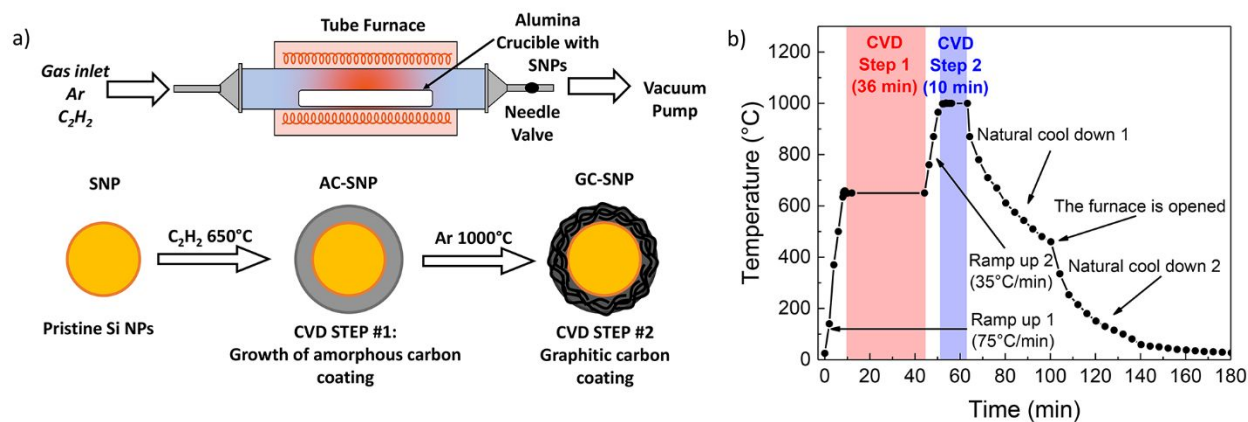 a)
Tube Furnace
Alumina
Crucible with
SNPs
Gas inlet
Ar
C₂H₂
Needle
Valve
Vacuum
Pump
SNP
AC-SNP
GC-SNP
C₂H₂ 650°C
Ar 1000°C
Pristine Si NPs
CVD STEP #1:
Growth of amorphous carbon
coating
CVD STEP #2
Graphitic carbon
coating
b)
CVD
Step 1
(36 min)
CVD
Step 2
(10 min)
Natural cool down 1
The furnace is opened
Ramp up 2
(35°C/min)
Natural cool down 2
Ramp up 1
(75°C/min)
Temperature (°C)
1200
1000
800
600
400
200
0
0 20 40 60 80 100 120 140 160 180
Time (min)